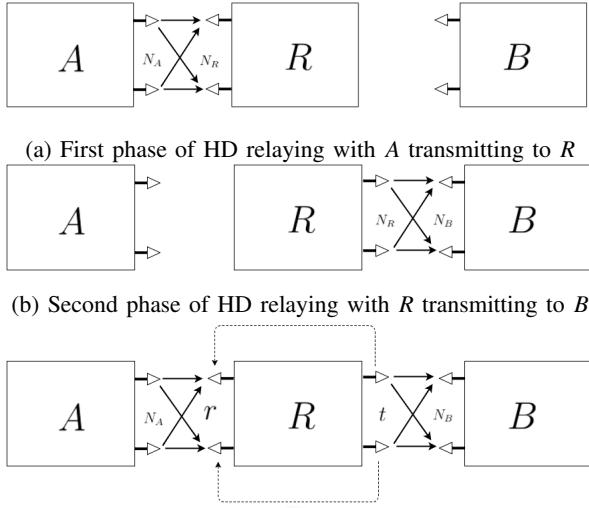 A N_A N_R R B
(a) First phase of HD relaying with A transmitting to R
A R N_R N_B B
(b) Second phase of HD relaying with R transmitting to B
A N_A r R t N_B B